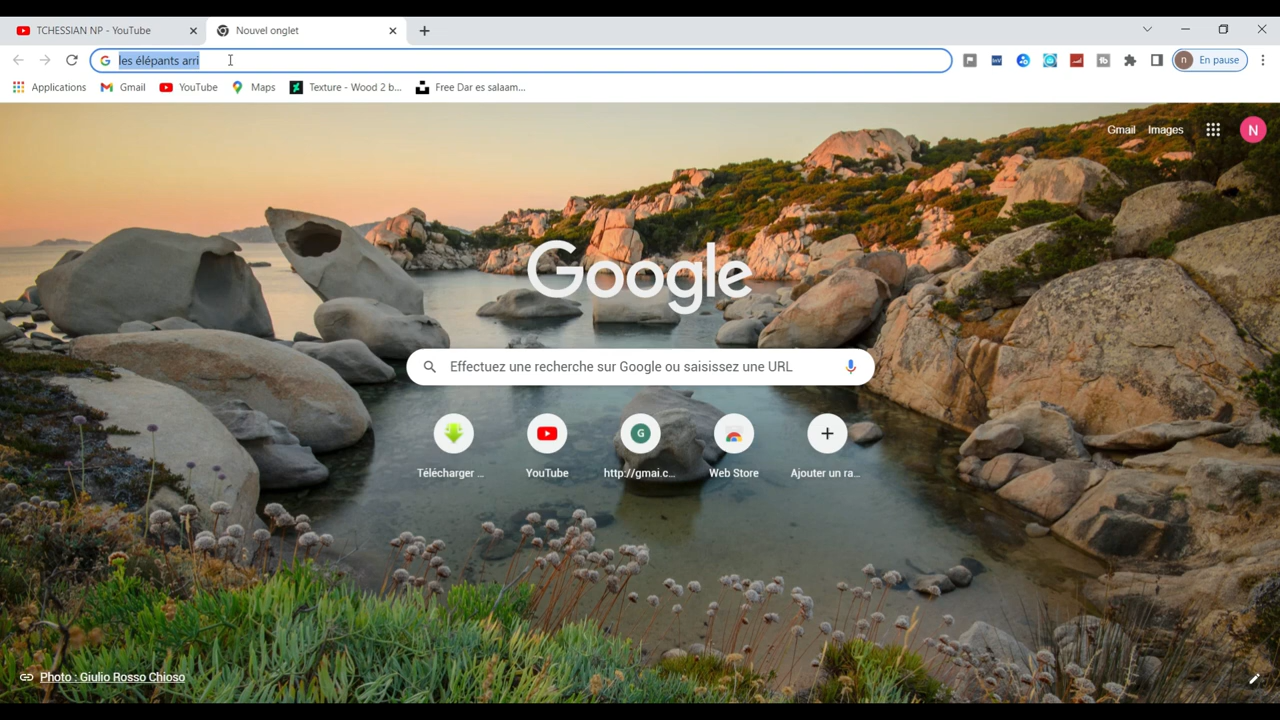 TCHESSIAN NP - YouTube
Nouvel onglet
les élépants arri
En pause
Applications
Gmail
YouTube
Maps
Texture - Wood 2 b...
Free Dar es salaam...
Gmail
Images
N
Google
Effectuez une recherche sur Google ou saisissez une URL
G
Télécharger ...
YouTube
http://gmai.c...
Web Store
Ajouter un ra...
Photo : Giulio Rosso Chioso